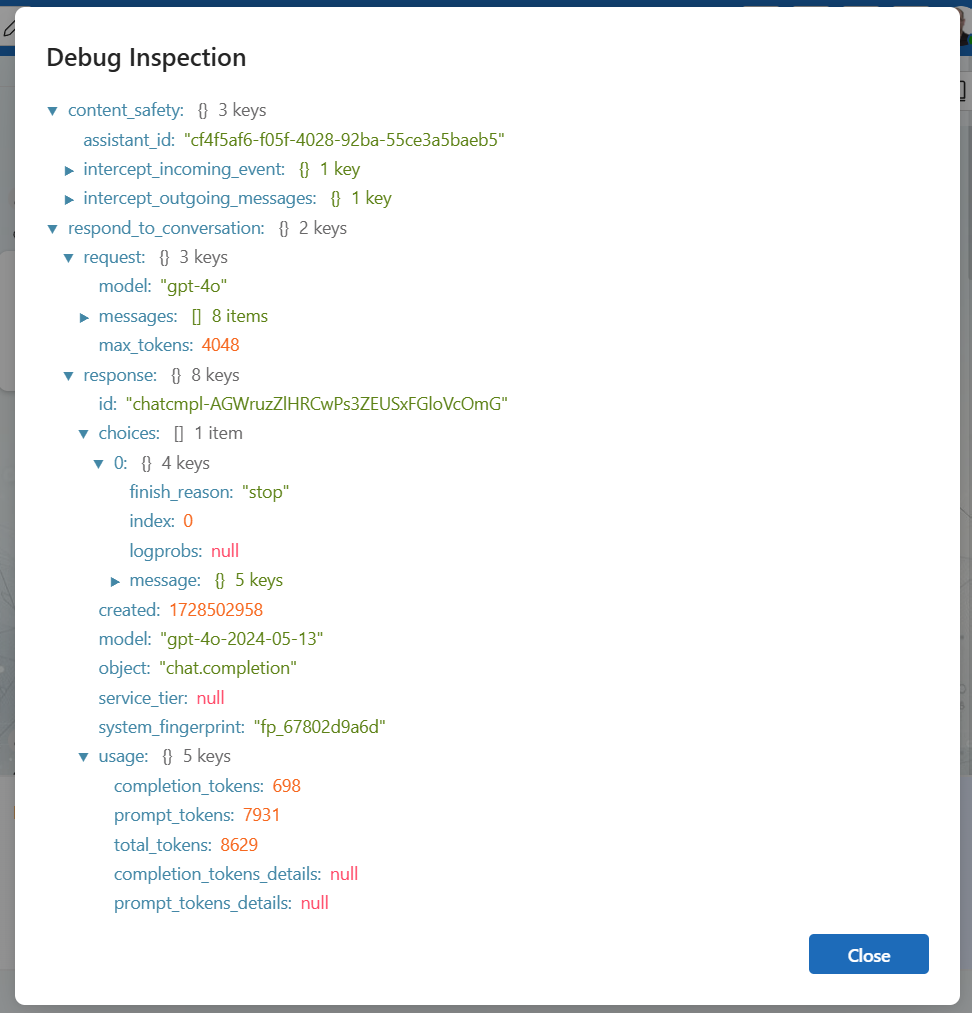 Debug Inspection
▼ content_safety: {} 3 keys
assistant_id: "cf4f5af6-f05f-4028-92ba-55ce3a5baeb5"
▶ intercept_incoming_event: {} 1 key
▶ intercept_outgoing_messages: {} 1 key
▼ respond_to_conversation: {} 2 keys
▼ request: {} 3 keys
model: "gpt-4o"
▶ messages: [] 8 items
max_tokens: 4048
▼ response: {} 8 keys
id: "chatcmpl-AGWruzZlHRCwPs3ZEUSxFGloVcOmG"
▼ choices: [] 1 item
▼ 0: {} 4 keys
finish_reason: "stop"
index: 0
logprobs: null
▶ message: {} 5 keys
created: 1728502958
model: "gpt-4o-2024-05-13"
object: "chat.completion"
service_tier: null
system_fingerprint: "fp_67802d9a6d"
▼ usage: {} 5 keys
completion_tokens: 698
prompt_tokens: 7931
total_tokens: 8629
completion_tokens_details: null
prompt_tokens_details: null
Close